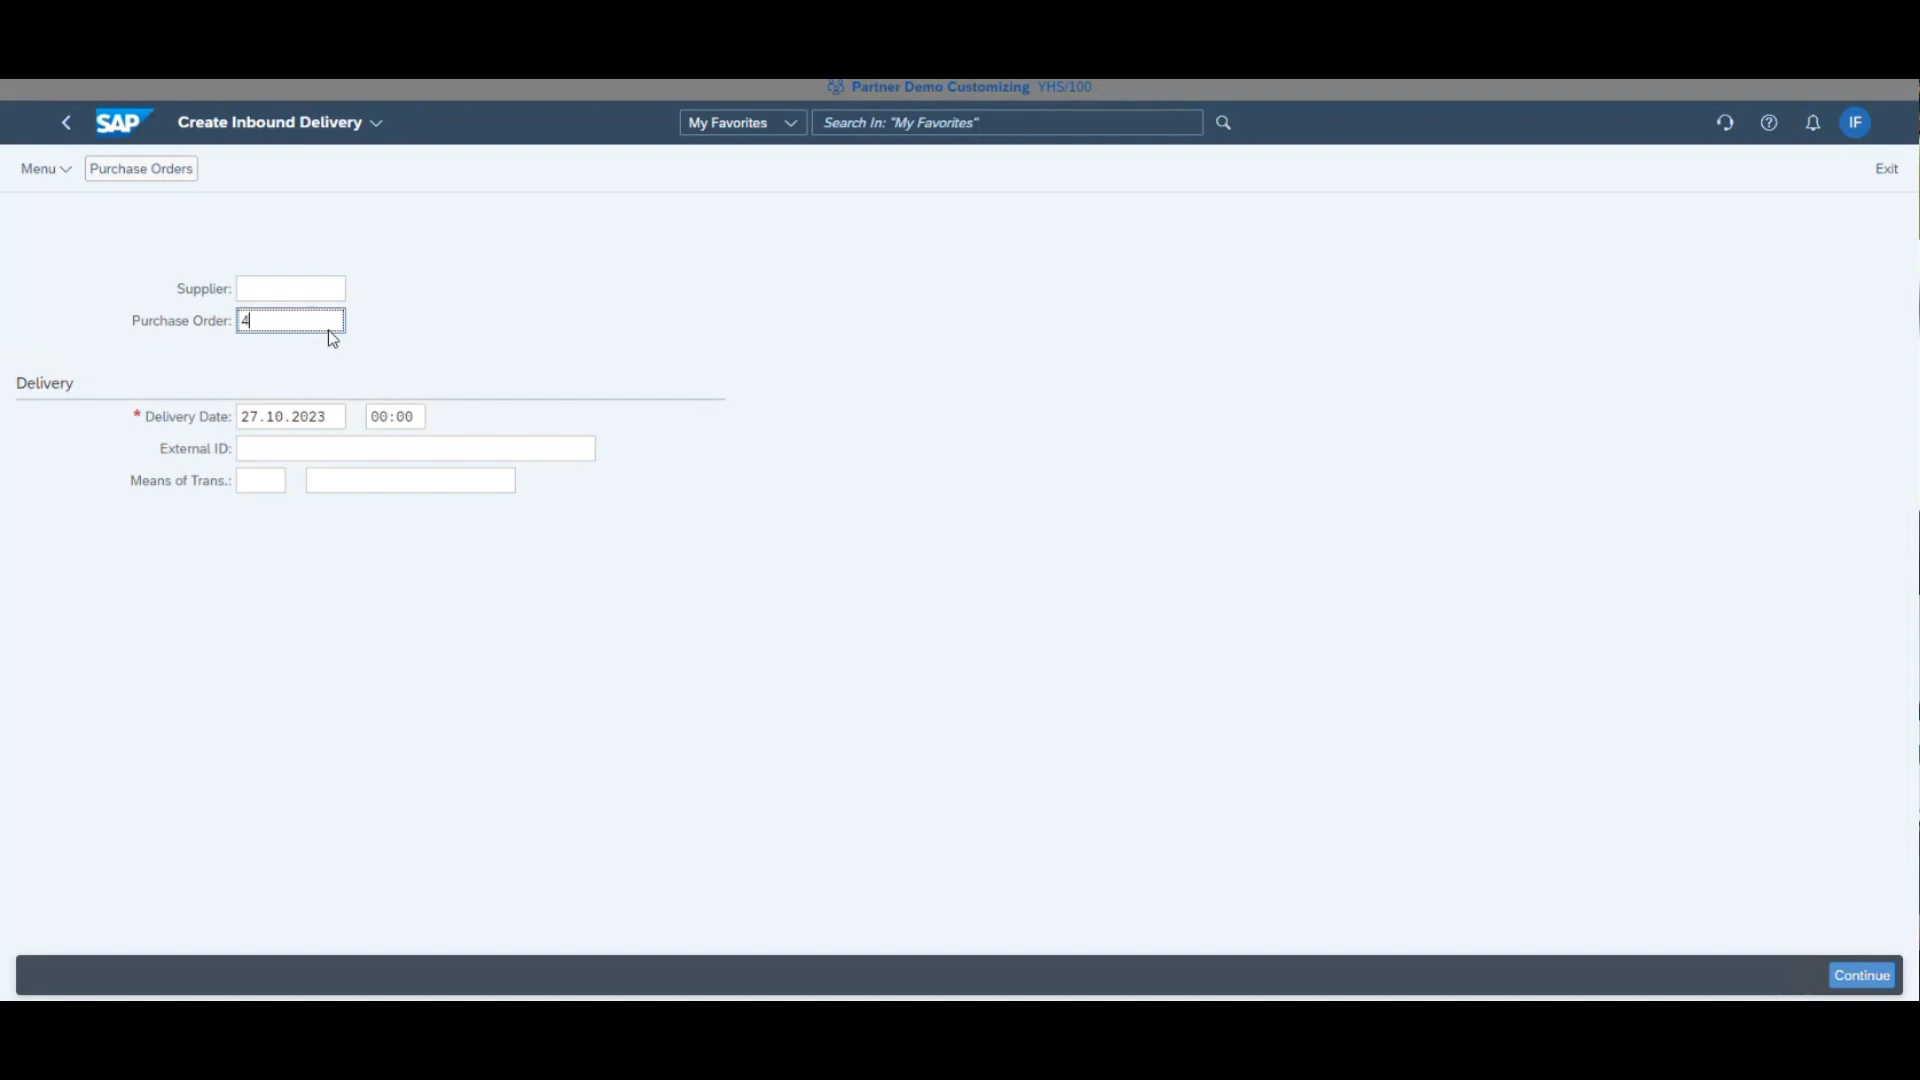 Partner Demo Customizing YHS/100
SAP Create Inbound Delivery My Favorites Search In: "My Favorites" IF
Menu Purchase Orders Exit
Supplier:
Purchase Order: 4
Delivery
* Delivery Date: 27.10.2023 00:00
External ID:
Means of Trans.:
Continue